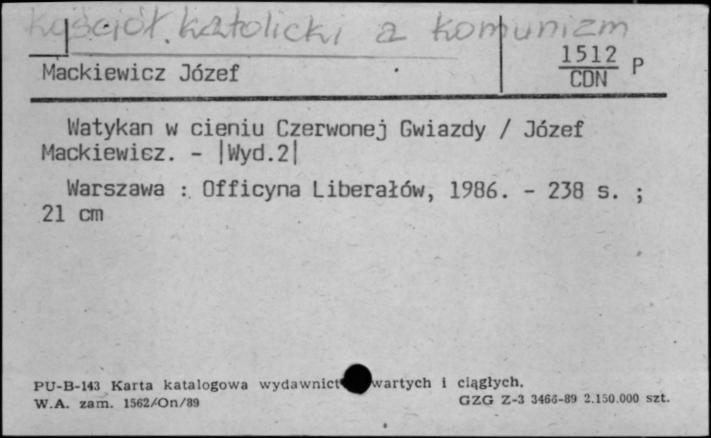 Kościół katolicki a komunizm
Mackiewicz Józef
1512
CDN P
Watykan w cieniu Czerwonej Gwiazdy / Józef
Mackiewicz. - |Wyd.2|
Warszawa : Officyna Liberałów, 1986. - 238 s. ;
21 cm
PU-B-143 Karta katalogowa wydawnict wartych i ciągłych.
W.A. zam. 1562/On/89
GZG Z-3 3466-89 2.150.000 szt.